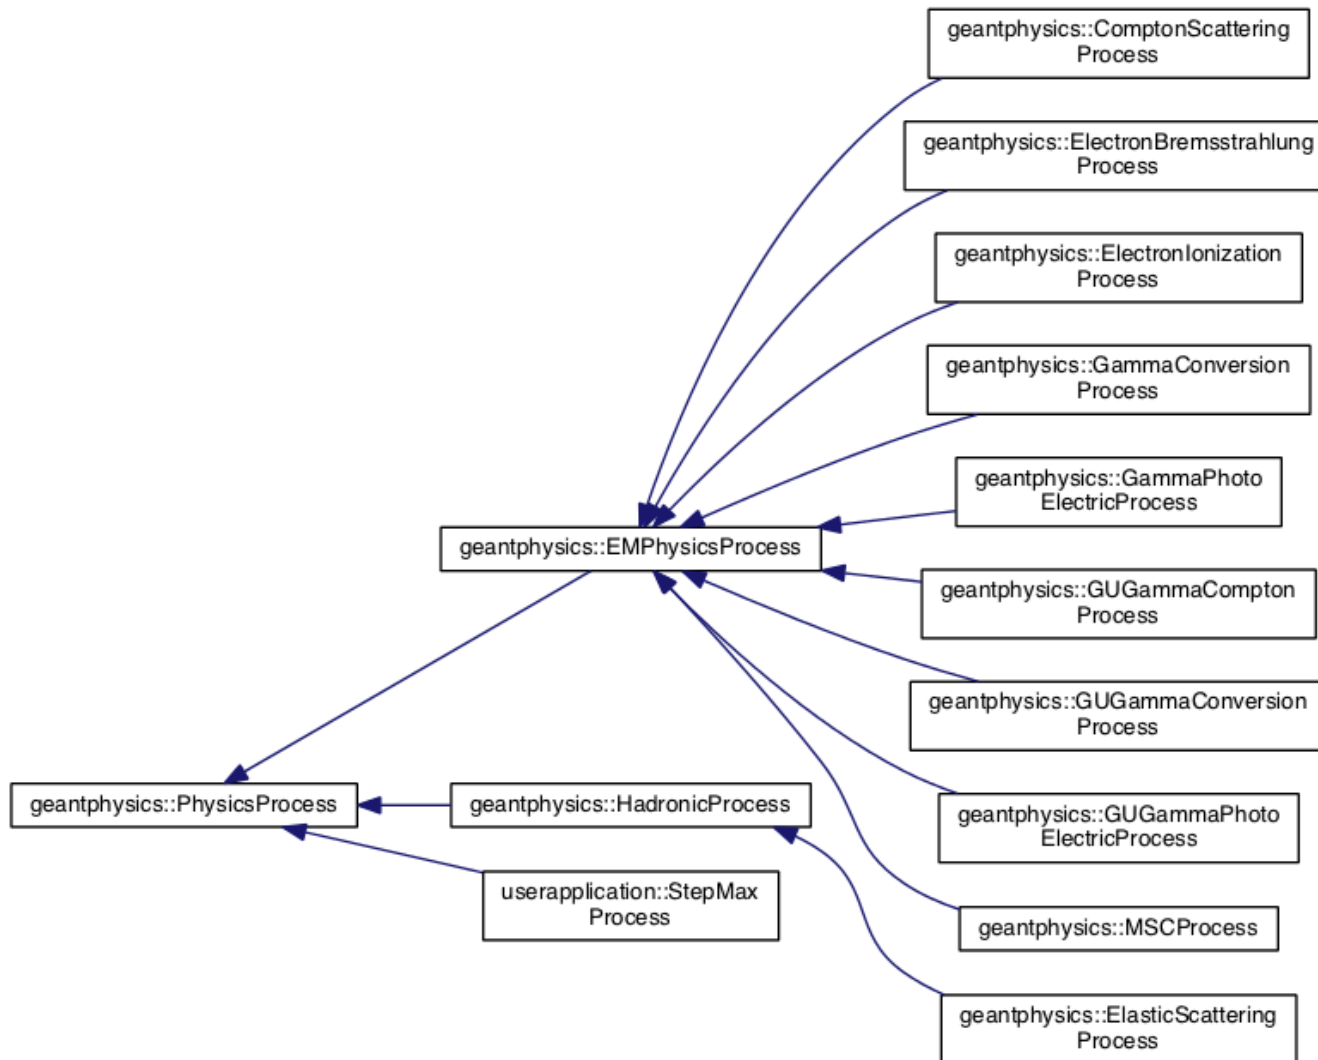 geantphysics::ComptonScattering
Process
geantphysics::ElectronBremsstrahlung
Process
geantphysics::ElectronIonization
Process
geantphysics::GammaConversion
Process
geantphysics::GammaPhoto
ElectricProcess
geantphysics::EMPhysicsProcess
geantphysics::GUGammaCompton
Process
geantphysics::GUGammaConversion
Process
geantphysics::PhysicsProcess
geantphysics::HadronicProcess
geantphysics::GUGammaPhoto
ElectricProcess
userapplication::StepMax
Process
geantphysics::MSCProcess
geantphysics::ElasticScattering
Process